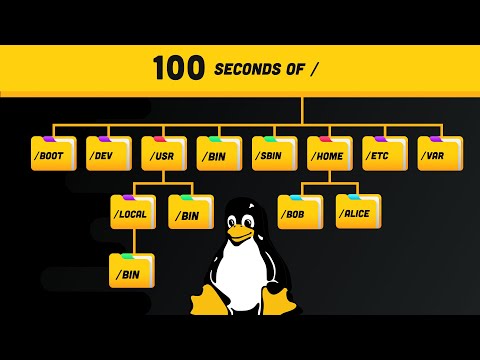 100 SECONDS OF /
/BOOT /DEV /USR /BIN /SBIN /HOME /ETC /VAR
/LOCAL /BIN /BOB /ALICE
/BIN